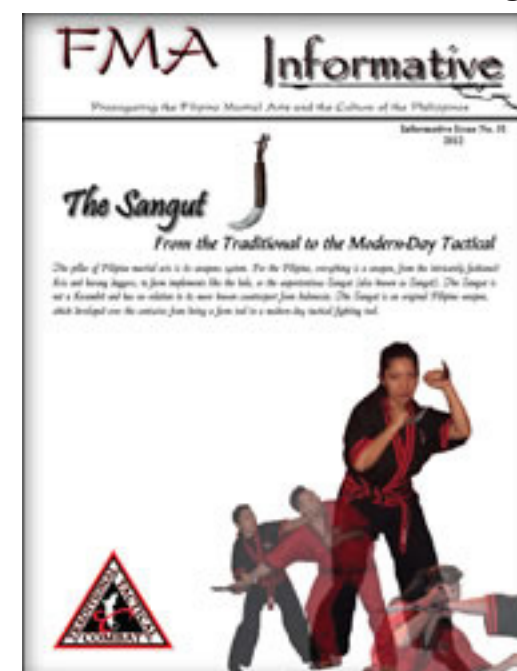 FMA Informative
Propagating the Filipino Martial Arts and the Culture of the Philippines
Informative Issue No. 31
2012
The Sangut
From the Traditional to the Modern-Day Tactical
The pillar of Filipino martial arts is its weapons system. For the Filipino, everything is a weapon, from the intricately fashioned
Kris and barong daggers, to farm implements like the bolo, or the unpretentious Sangut (also known as Sanggot). The Sangut is
not a Karambit and has no relation to its more known counterpart from Indonesia. The Sangut is an original Filipino weapon,
which developed over the centuries from being a farm tool to a modern-day tactical fighting tool.
TRADITIONAL TACTICAL
COMBAT